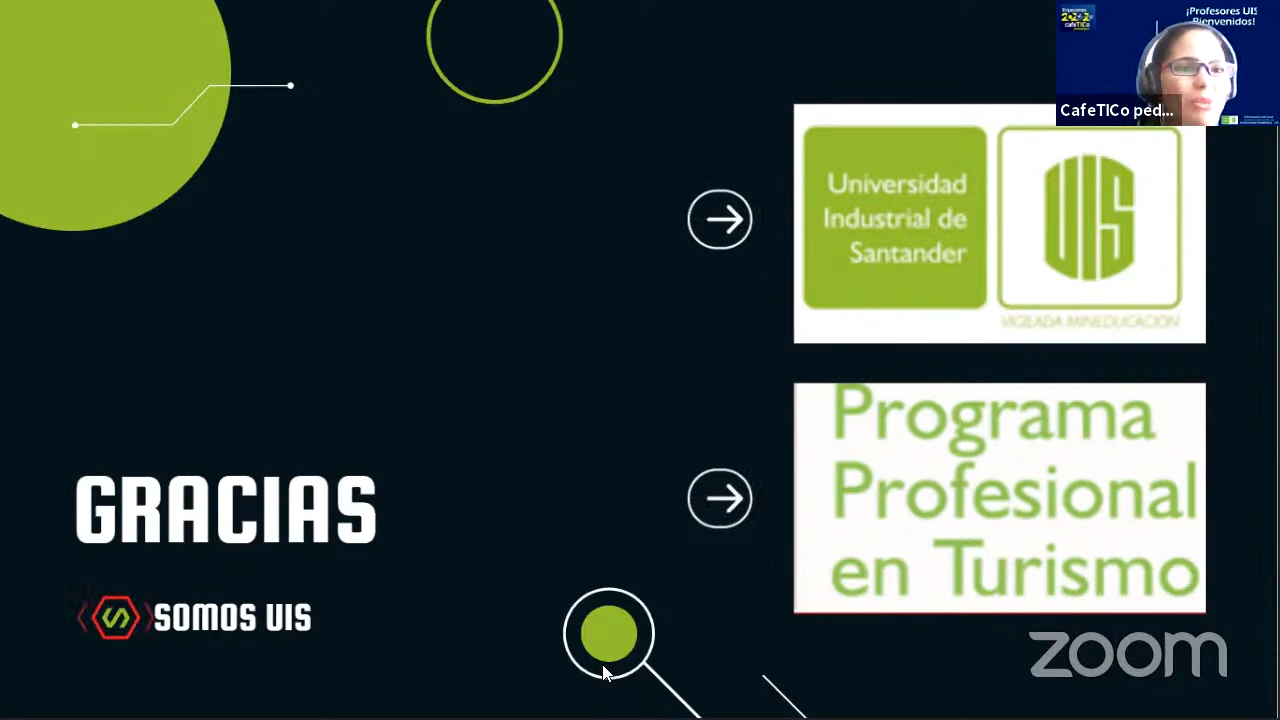 ¡Profesores UIS
Bienvenidos!
CafeTICo ped...
Universidad
Industrial de
Santander
UIS
VIGILADA MINEDUCACIÓN
Programa
Profesional
en Turismo
GRACIAS
SOMOS UIS
zoom